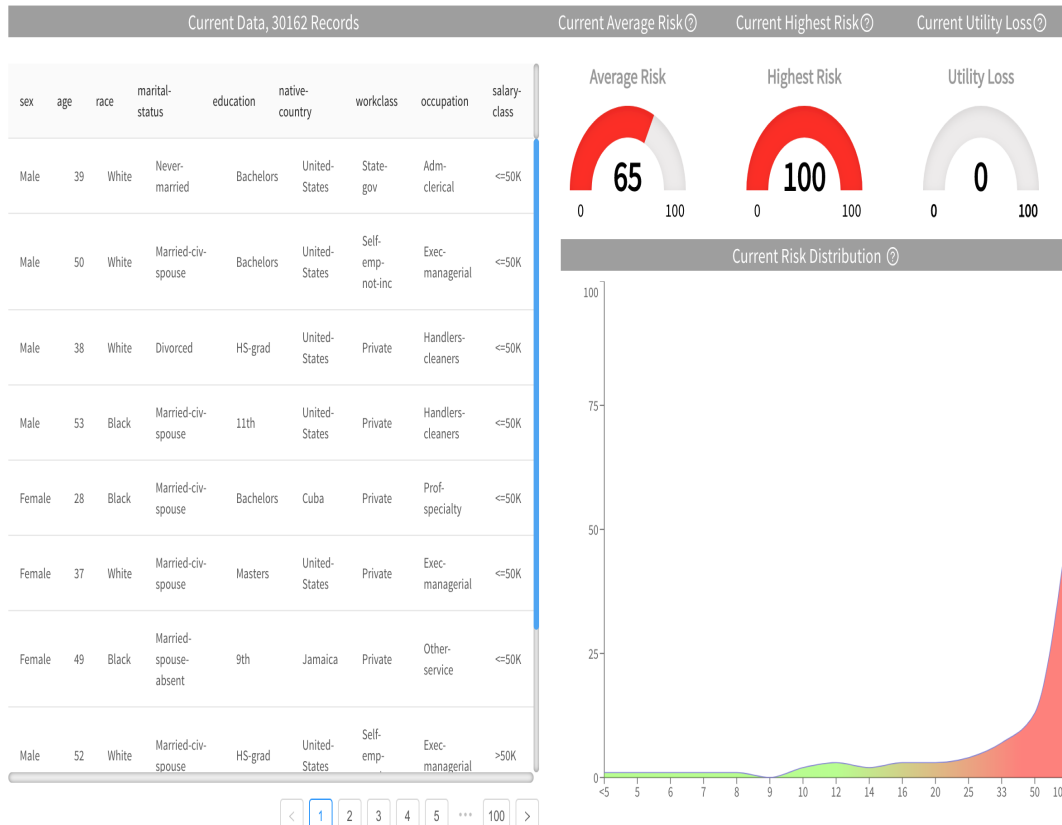 Current Data, 30162 Records
Current Average Risk?
Current Highest Risk?
Current Utility Loss?
sex age race marital- education native- workclass occupation salary-
status country class
Male 39 White Never- Bachelors United- State- Adm- <=50K
married States gov clerical
Male 50 White Married-civ- Bachelors United- Self- Exec- <=50K
spouse States emp- managerial
not-inc
Male 38 White Divorced HS-grad United- Private Handlers- <=50K
States cleaners
Male 53 Black Married-civ- 11th United- Private Handlers- <=50K
spouse States cleaners
Female 28 Black Married-civ- Bachelors Cuba Private Prof- <=50K
spouse specialty
Female 37 White Married-civ- Masters United- Private Exec- <=50K
spouse States managerial
Female 49 Black Married- 9th Jamaica Private Other- <=50K
spouse- service
absent
Male 52 White Married-civ- HS-grad United- Self- Exec- >50K
spouse States emp- managerial
< 1 2 3 4 5 ••• 100 >
Average Risk
65
0 100
Highest Risk
100
0 100
Utility Loss
0
0 100
Current Risk Distribution ?
100
75
50
25
0
<5 5 6 7 8 9 10 12 14 16 20 25 33 50 10